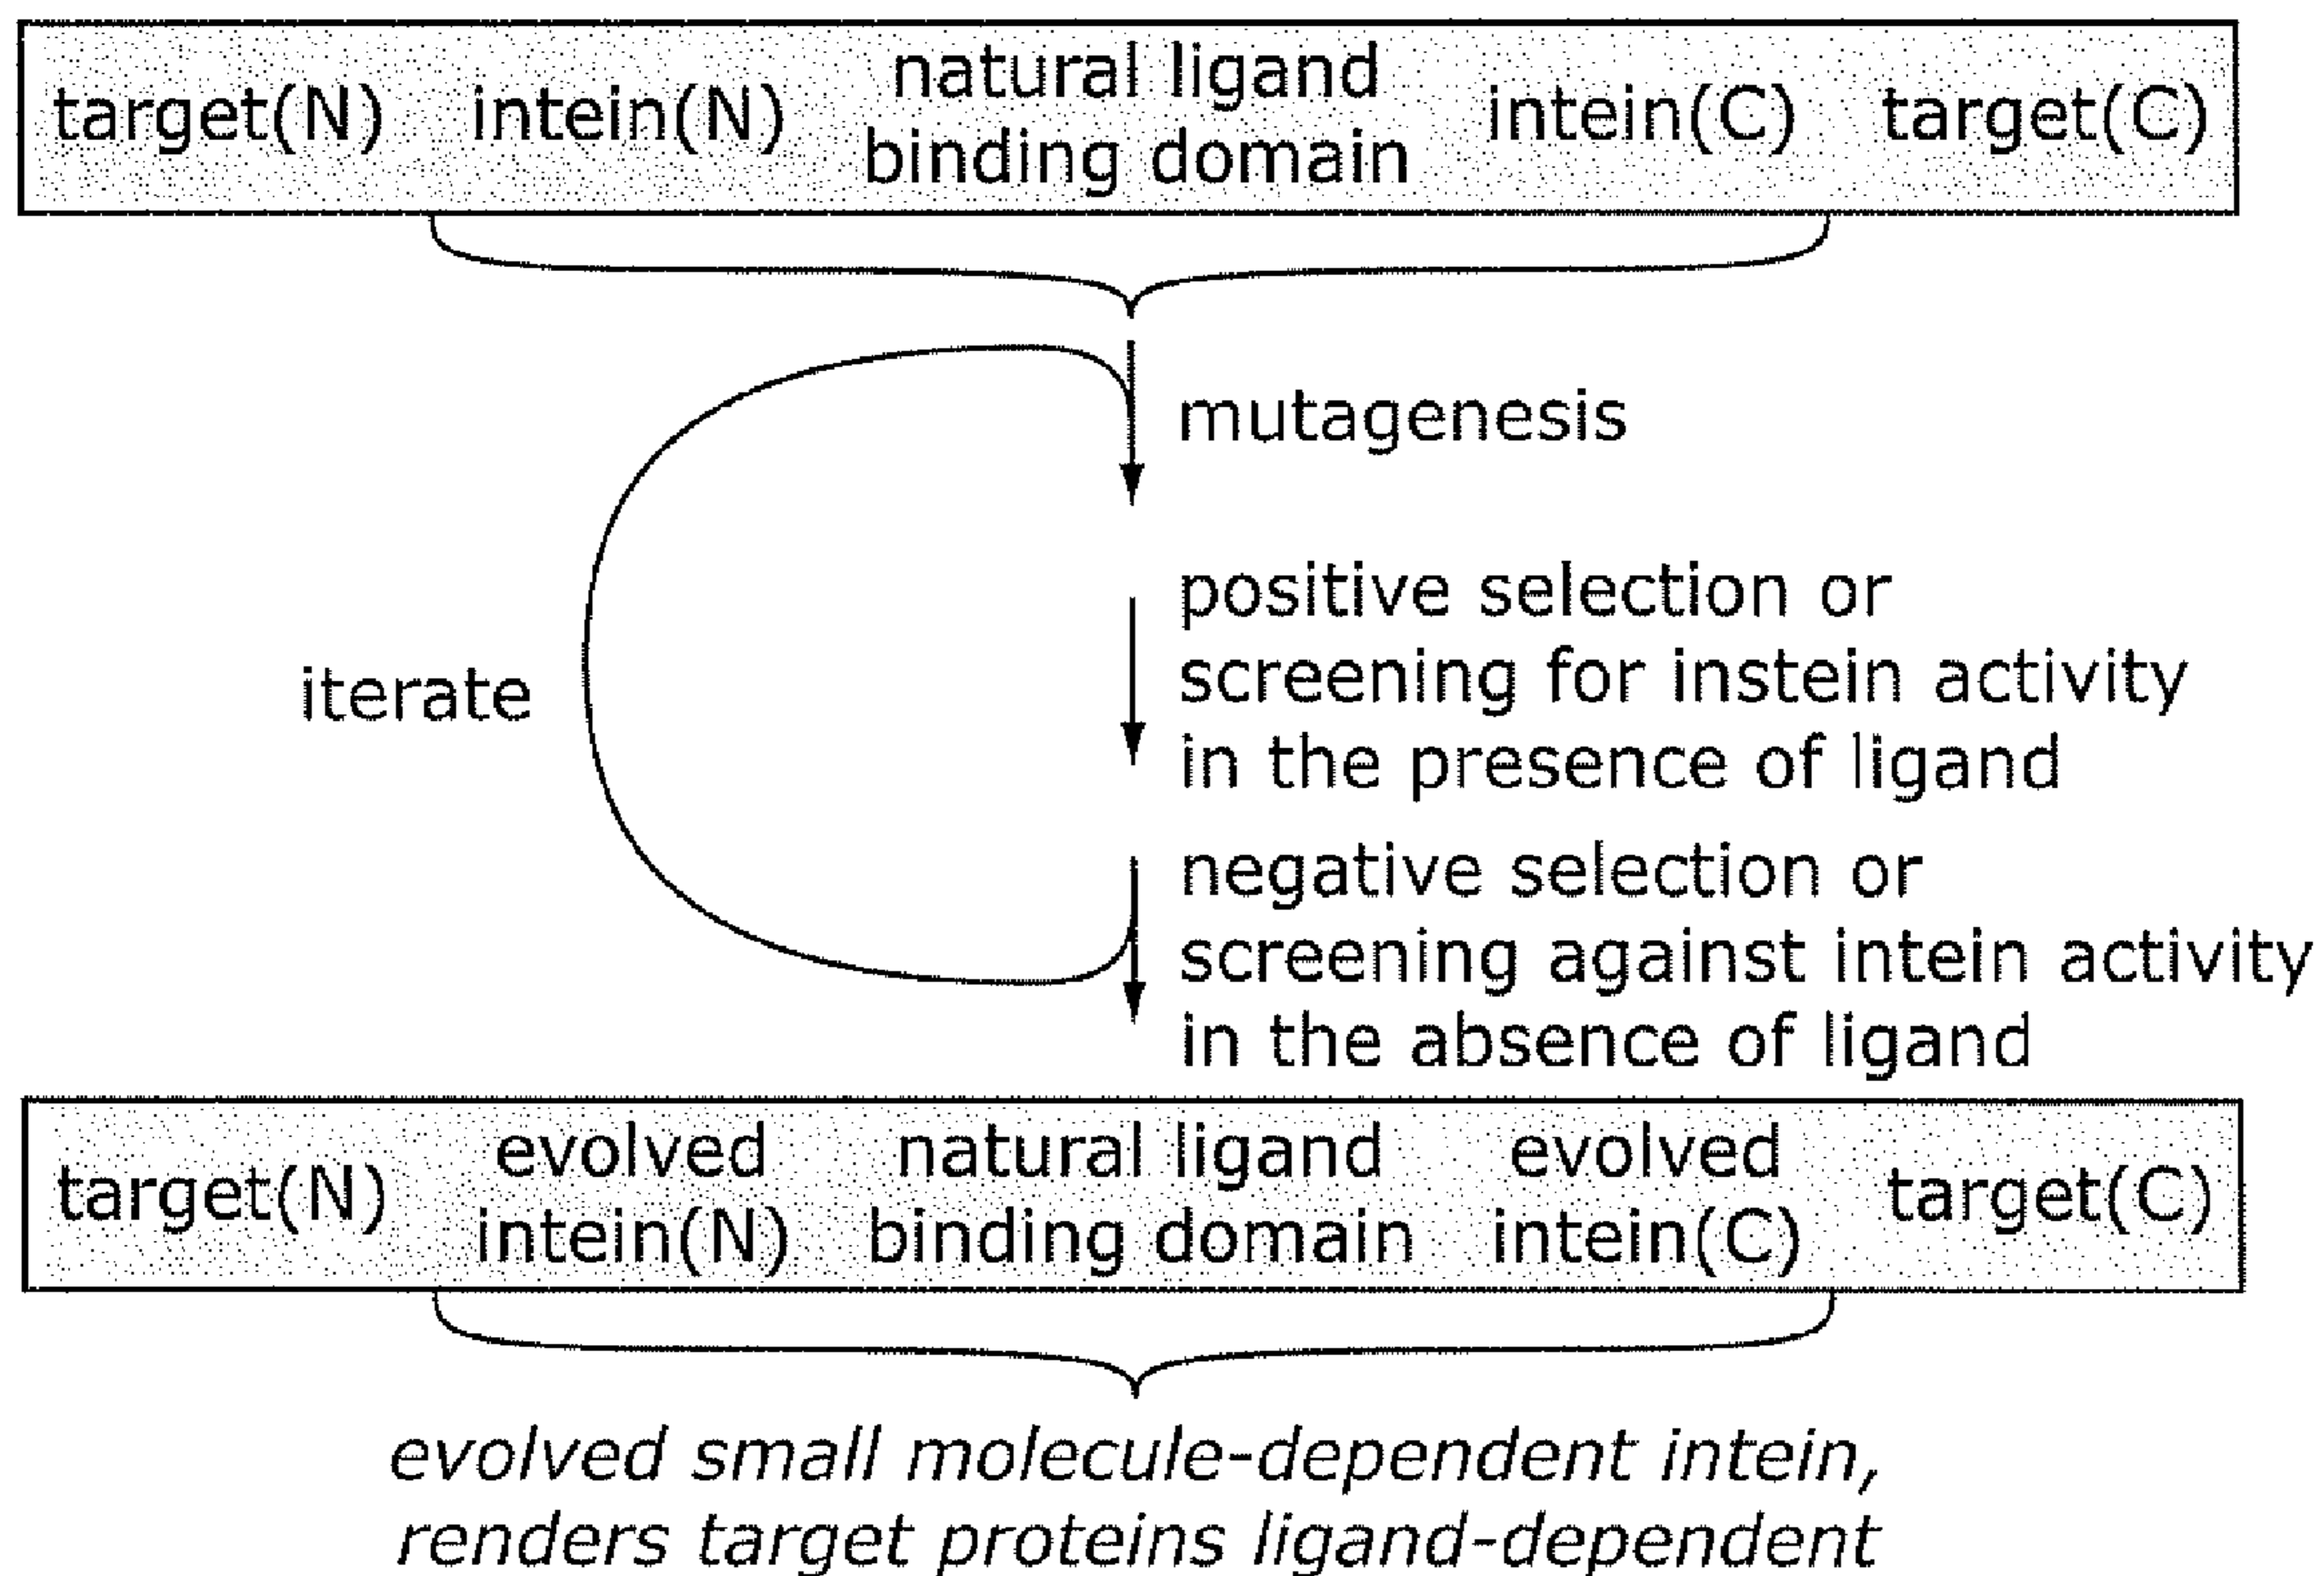 target(N) intein(N) natural ligand binding domain intein(C) target(C)
mutagenesis
positive selection or
screening for instein activity
in the presence of ligand
iterate
negative selection or
screening against intein activity
in the absence of ligand
target(N) evolved intein(N) natural ligand binding domain evolved intein(C) target(C)
evolved small molecule-dependent intein,
renders target proteins ligand-dependent